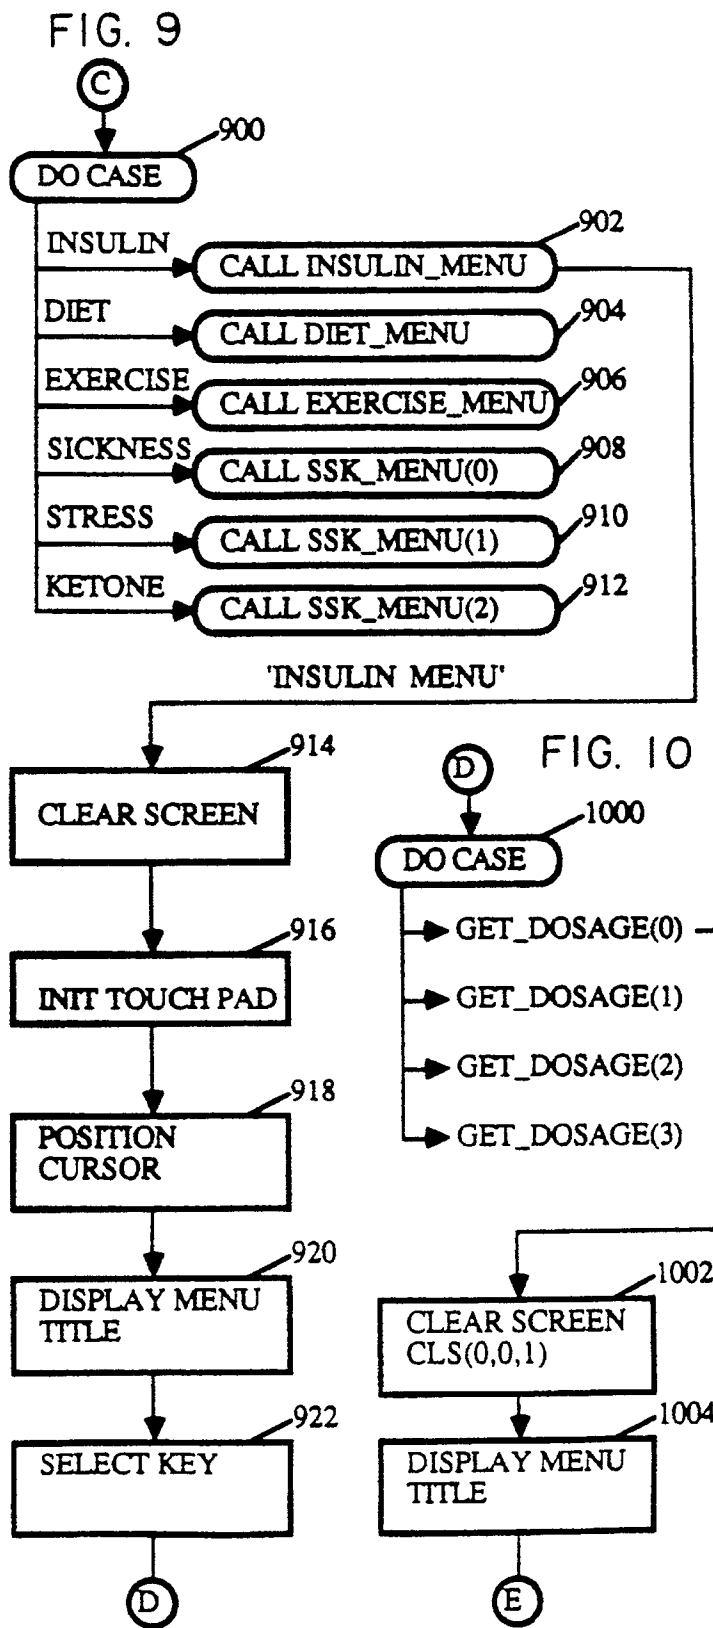 FIG. 9
C
900
DO CASE
INSULIN
902
CALL INSULIN_MENU
DIET
904
CALL DIET_MENU
EXERCISE
906
CALL EXERCISE_MENU
SICKNESS
908
CALL SSK_MENU(0)
STRESS
910
CALL SSK_MENU(1)
KETONE
912
CALL SSK_MENU(2)
'INSULIN MENU'
914
CLEAR SCREEN
916
INIT TOUCH PAD
918
POSITION
CURSOR
920
DISPLAY MENU
TITLE
922
SELECT KEY
D
FIG. 10
D
1000
DO CASE
GET_DOSAGE(0)
GET_DOSAGE(1)
GET_DOSAGE(2)
GET_DOSAGE(3)
1002
CLEAR SCREEN
CLS(0,0,1)
1004
DISPLAY MENU
TITLE
E